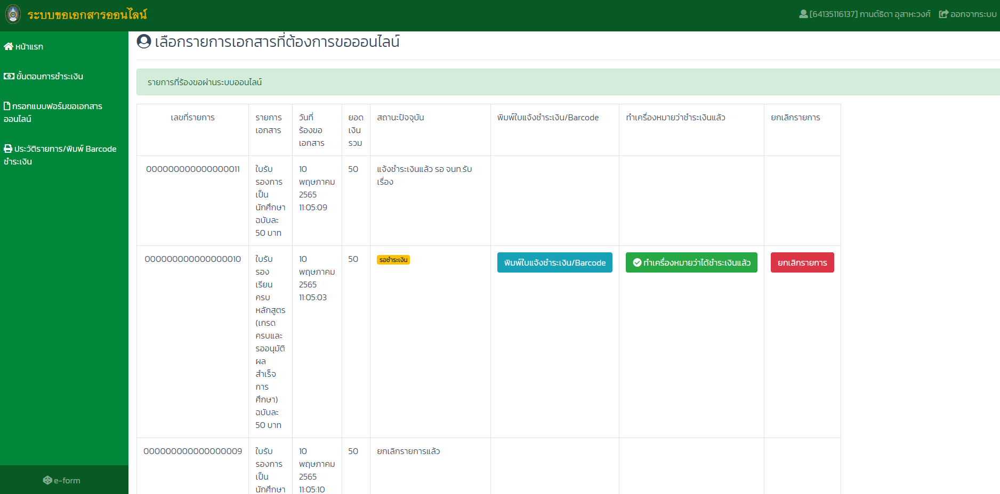 ระบบขอเอกสารออนไลน์
[64135116137] กานต์ธิดา อุสาหะวงศ์
ออกจากระบบ
หน้าแรก
ขั้นตอนการชำระเงิน
กรอกแบบฟอร์มขอเอกสาร
ออนไลน์
ประวัติรายการ/พิมพ์ Barcode
ชำระเงิน
e-form
เลือกรายการเอกสารที่ต้องการขอออนไลน์
รายการที่ร้องขอผ่านระบบออนไลน์
เลขที่รายการ
รายการ
เอกสาร
วันที่
ร้องขอ
เอกสาร
ยอด
เงิน
รวม
สถานะปัจจุบัน
พิมพ์ใบแจ้งชำระเงิน/Barcode
ทำเครื่องหมายว่าชำระเงินแล้ว
ยกเลิกรายการ
000000000000000011
ใบรับ
รองการ
เป็น
นักศึกษา
ฉบับละ
50 บาท
10
พฤษภาคม
2565
11:05:09
50
แจ้งชำระเงินแล้ว รอ จนท.รับ
เรื่อง
000000000000000010
ใบรับ
รอง
เรียน
ครบ
หลักสูตร
(เกรด
ครบและ
รออนุมัติ
ผล
สำเร็จ
การ
ศึกษา)
ฉบับละ
50 บาท
10
พฤษภาคม
2565
11:05:03
50
รอชำระเงิน
พิมพ์ใบแจ้งชำระเงิน/Barcode
ทำเครื่องหมายว่าได้ชำระเงินแล้ว
ยกเลิกรายการ
000000000000000009
ใบรับ
รองการ
เป็น
นักศึกษา
10
พฤษภาคม
2565
11:05:10
50
ยกเลิกรายการแล้ว